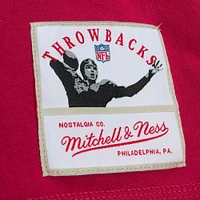 THROWBACKS
NFL
NOSTALGIA CO.
Mitchell & Ness
PHILADELPHIA, PA.